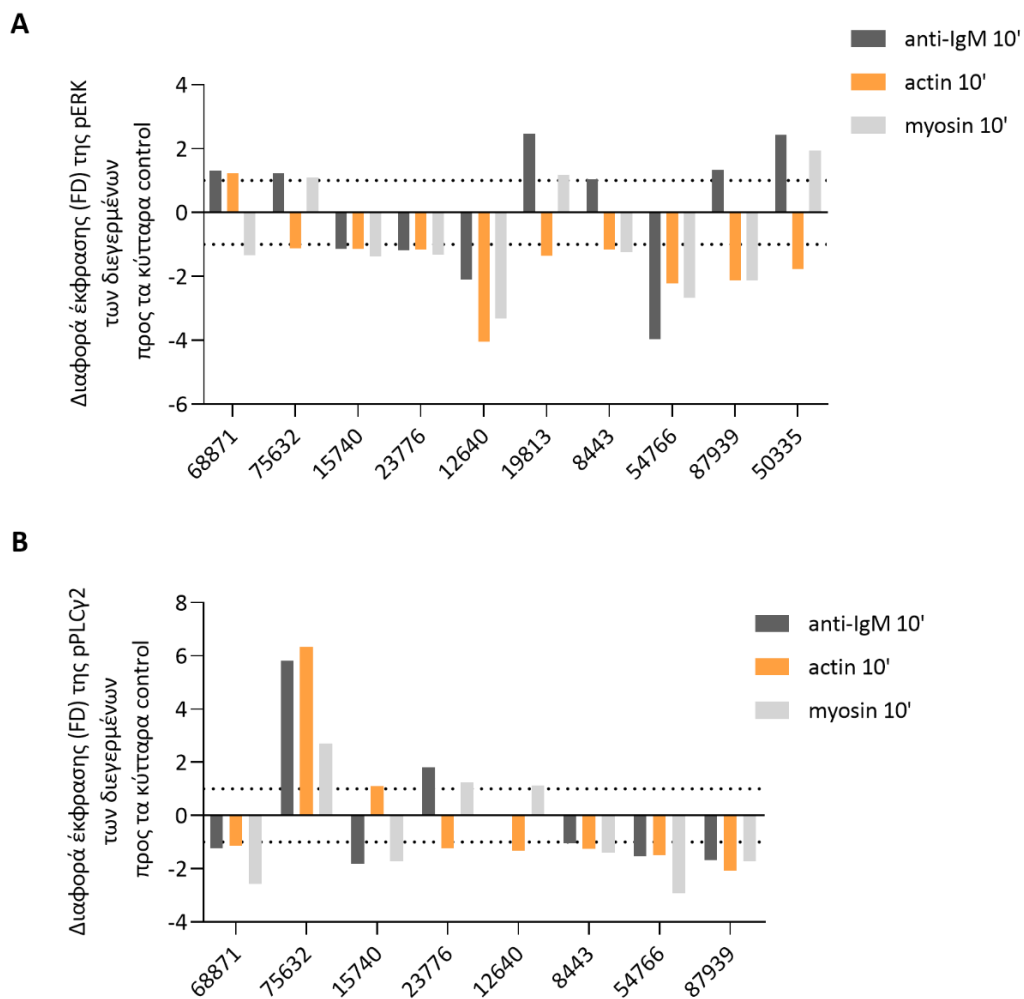 A
anti-IgM 10'
actin 10'
myosin 10'
Διαφορά έκφρασης (FD) της pERK
των διεγερμένων
προς τα κύτταρα control
4
2
0
-2
-4
-6
68871
75632
15740
23776
12640
19813
8443
54766
87939
50335
B
anti-IgM 10'
actin 10'
myosin 10'
Διαφορά έκφρασης (FD) της pPLCγ2
των διεγερμένων
προς τα κύτταρα control
8
6
4
2
0
-2
-4
68871
75632
15740
23776
12640
8443
54766
87939